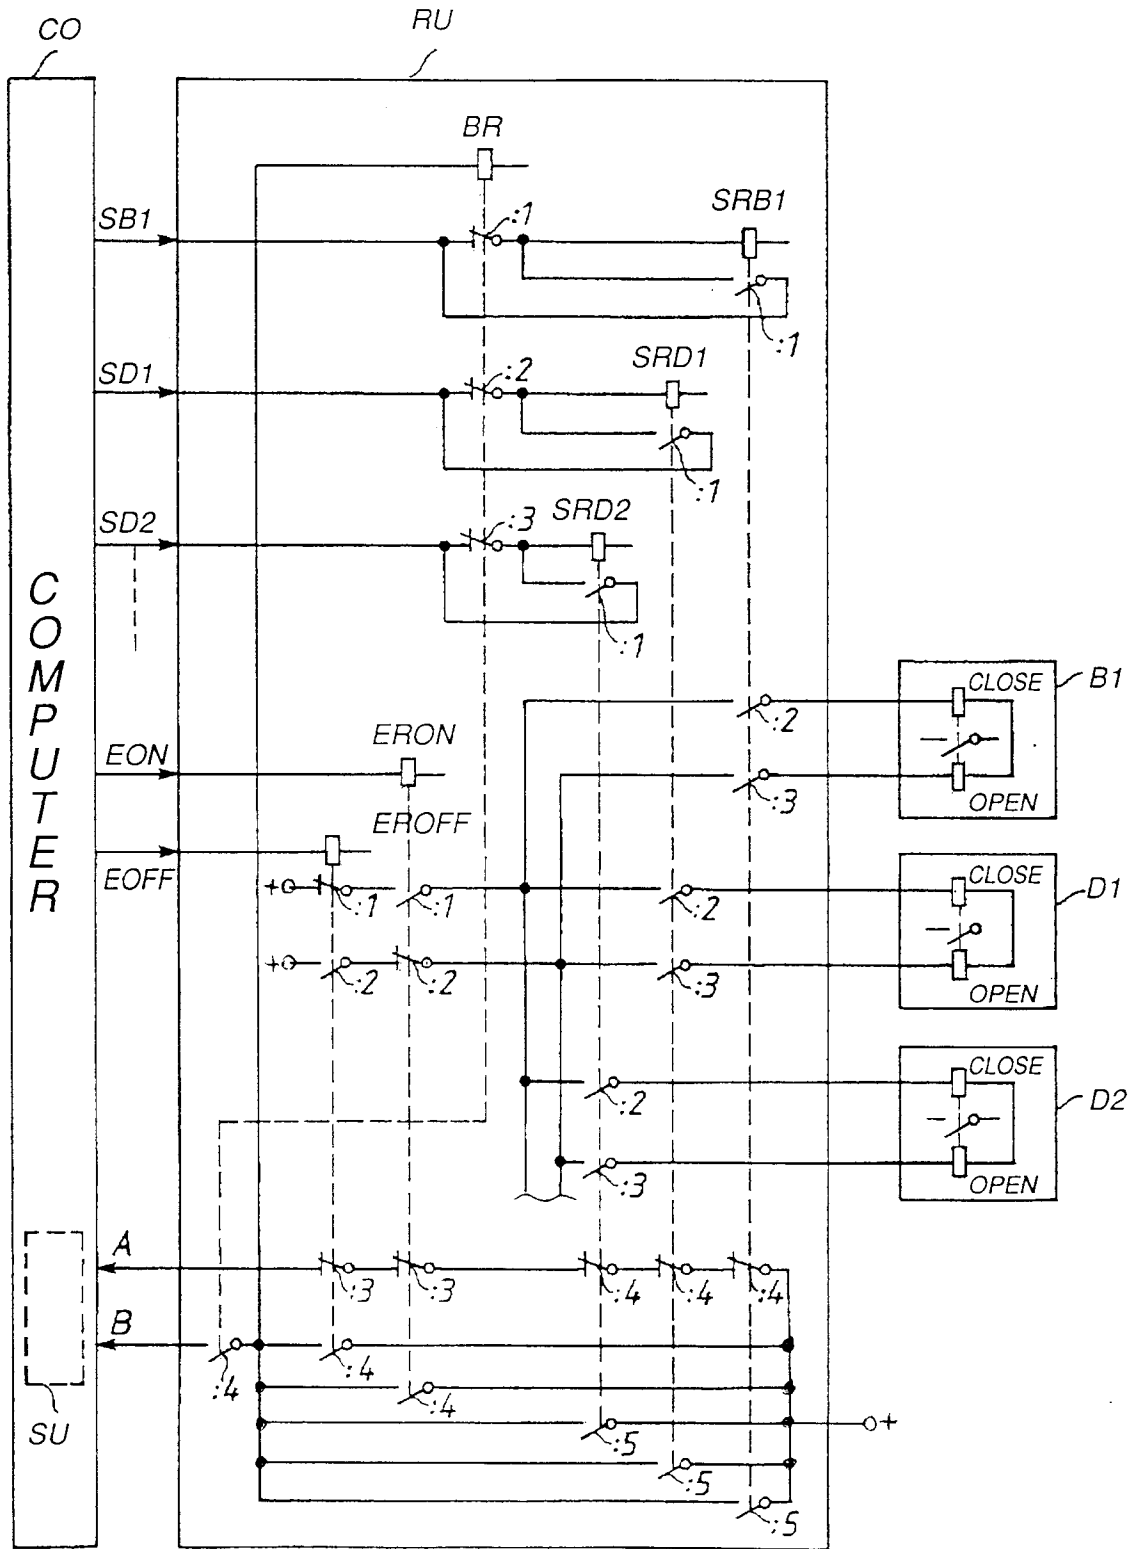 CO
RU
BR
SB1
:1
SRB1
:1
SD1
:2
SRD1
:1
SD2
:3
SRD2
:1
COMPUTER
CLOSE
B1
:2
EON
ERON
:3
OPEN
EROFF
EOFF
+
:1
:1
:2
CLOSE
D1
+
:2
:2
:3
OPEN
:2
CLOSE
D2
:3
OPEN
A
:3
:3
:4
:4
:4
B
:4
:4
:4
SU
:5
+
:5
:5